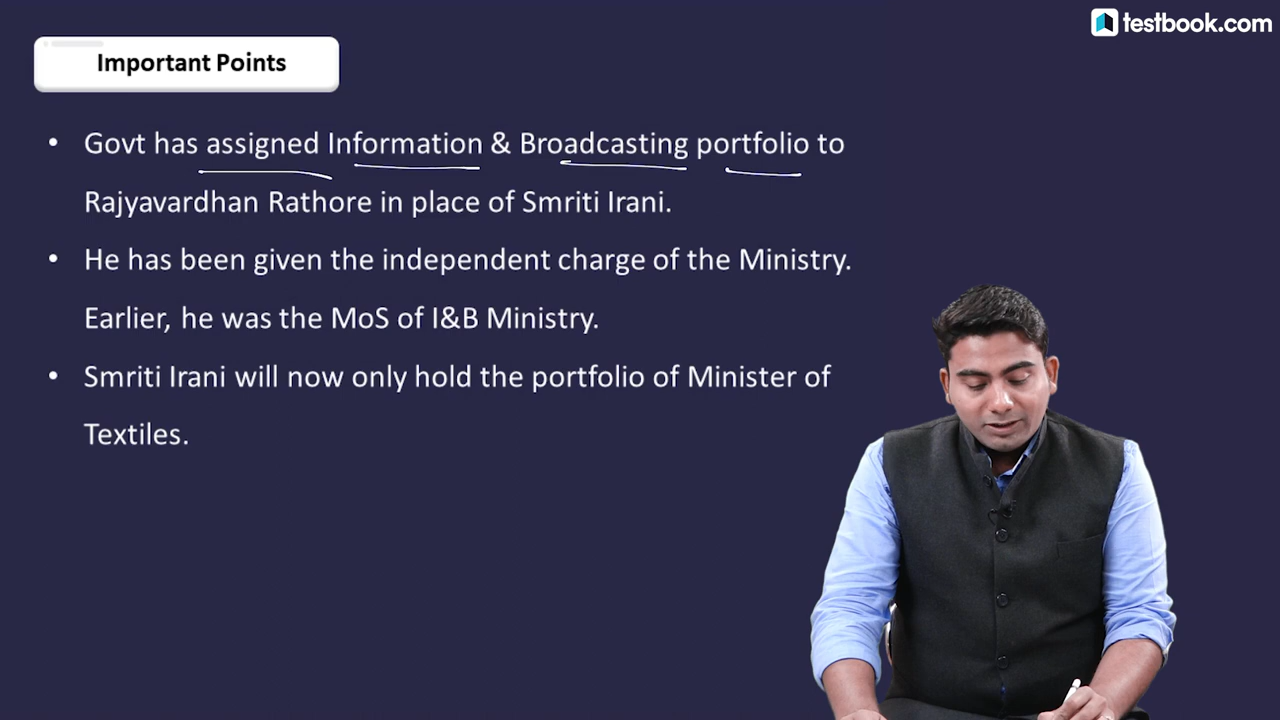 testbook.com
Important Points
• Govt has assigned Information & Broadcasting portfolio to
Rajyavardhan Rathore in place of Smriti Irani.
• He has been given the independent charge of the Ministry.
Earlier, he was the MoS of I&B Ministry.
• Smriti Irani will now only hold the portfolio of Minister of
Textiles.